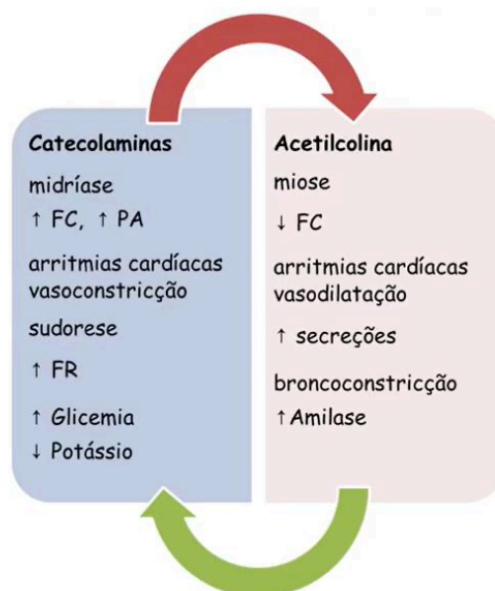 Catecolaminas
midríase
↑ FC, ↑ PA
arritmias cardíacas
vasoconstricção
sudorese
↑ FR
↑ Glicemia
↓ Potássio
Acetilcolina
miose
↓ FC
arritmias cardíacas
vasodilatação
↑ secreções
broncoconstricção
↑Amilase